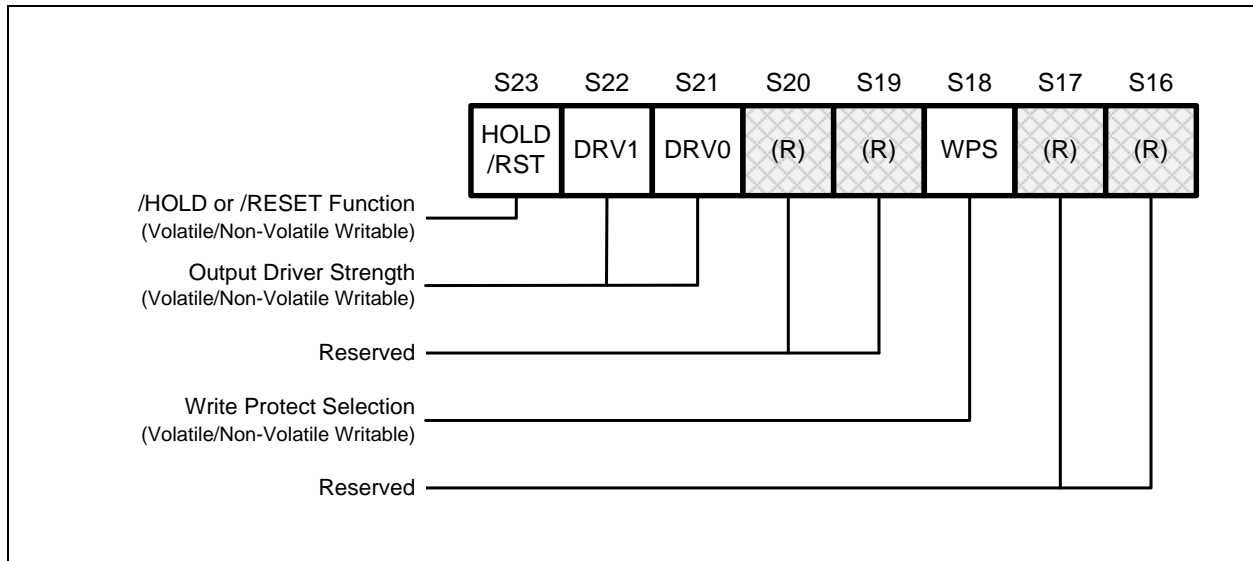 S23 S22 S21 S20 S19 S18 S17 S16
HOLD
/RST DRV1 DRV0 (R) (R) WPS (R) (R)
/HOLD or /RESET Function
(Volatile/Non-Volatile Writable)
Output Driver Strength
(Volatile/Non-Volatile Writable)
Reserved
Write Protect Selection
(Volatile/Non-Volatile Writable)
Reserved